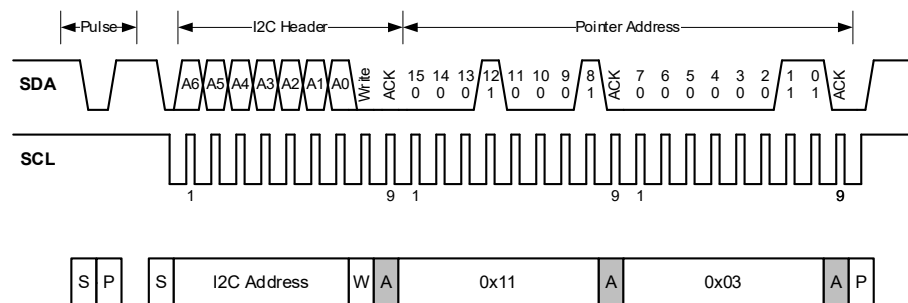 Pulse I2C Header Pointer Address
SDA A6 A5 A4 A3 A2 A1 A0 Write ACK 15 14 13 12 11 10 9 8 ACK 7 6 5 4 3 2 1 0 ACK
0 0 0 1 0 0 0 1 0 0 0 0 0 0 1 1
SCL
1 9 1 9 1 9
S P S I2C Address W A 0x11 A 0x03 A P